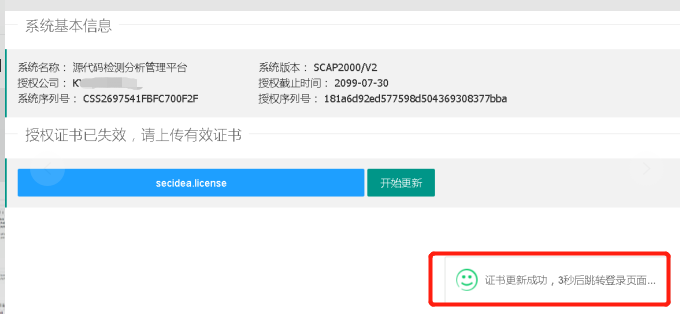 系统基本信息
系统名称： 源代码检测分析管理平台 系统版本： SCAP2000/V2
授权公司： 授权截止时间： 2099-07-30
系统序列号： CSS2697541FBFC700F2F 授权序列号： 181a6d92ed577598d504369308377bba
授权证书已失效，请上传有效证书
secidea.license 开始更新
证书更新成功，3秒后跳转登录页面...